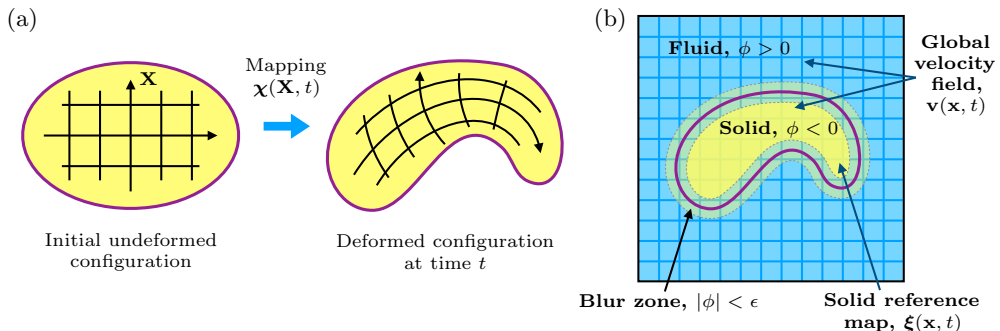 (a)
X
Mapping
χ(X, t)
Initial undeformed
configuration
Deformed configuration
at time t
(b)
Fluid, ϕ > 0
Solid, ϕ < 0
Global
velocity
field,
v(x, t)
Blur zone, |ϕ| < ϵ
Solid reference
map, ξ(x, t)